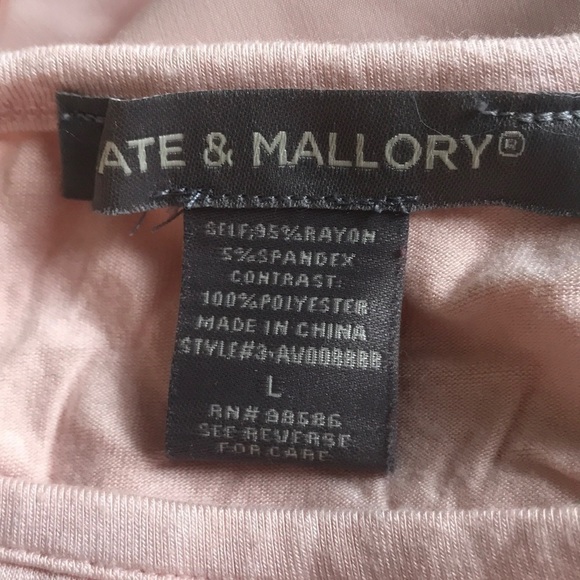 ATE & MALLORY®
SELF:95%RAYON
5%SPANDEX
CONTRAST:
100%POLYESTER
MADE IN CHINA
L
RN# 98586
SEE REVERSE
FOR CARE